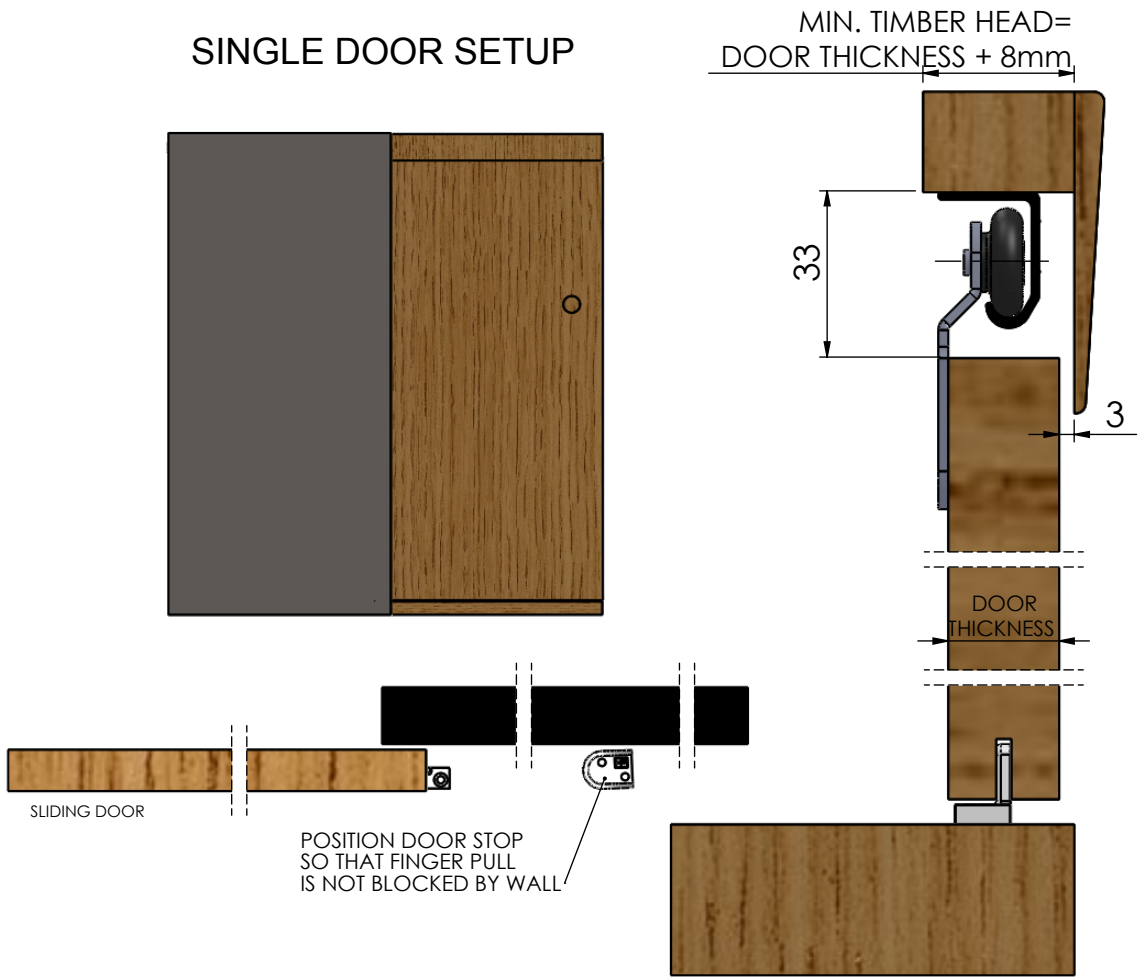 SINGLE DOOR SETUP
MIN. TIMBER HEAD=
DOOR THICKNESS + 8mm
33
3
DOOR
THICKNESS
SLIDING DOOR
POSITION DOOR STOP
SO THAT FINGER PULL
IS NOT BLOCKED BY WALL